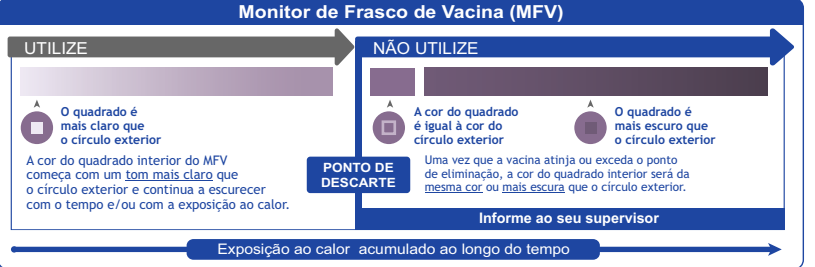 Monitor de Frasco de Vacina (MFV)
UTILIZE
NÃO UTILIZE
O quadrado é
mais claro que
o círculo exterior
A cor do quadrado
é igual à cor do
círculo exterior
O quadrado é
mais escuro que
o círculo exterior
A cor do quadrado interior do MFV
começa com um tom mais claro que
o círculo exterior e continua a escurecer
com o tempo e/ou com a exposição ao calor.
PONTO DE
DESCARTE
Uma vez que a vacina atinja ou exceda o ponto
de eliminação, a cor do quadrado interior será da
mesma cor ou mais escura que o círculo exterior.
Informe ao seu supervisor
Exposição ao calor acumulado ao longo do tempo